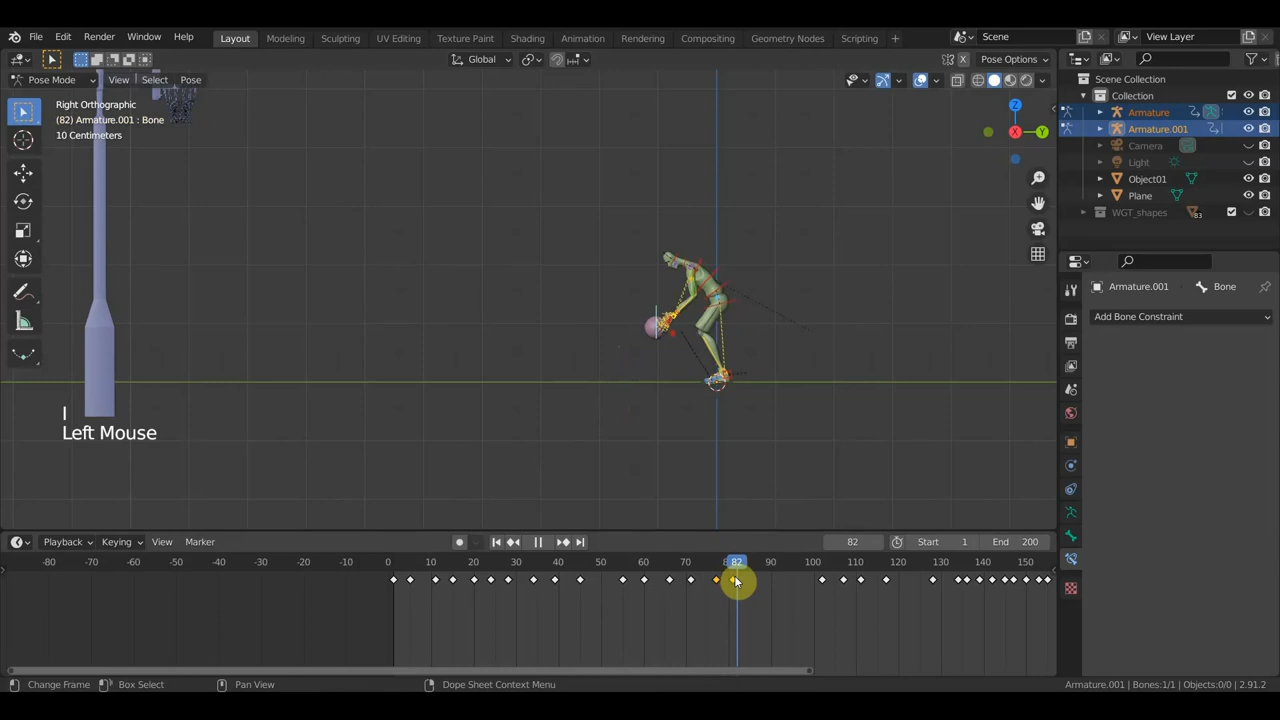 File Edit Render Window Help Layout Modeling Sculpting UV Editing Texture Paint Shading Animation Rendering Compositing Geometry Nodes Scripting + Scene View Layer
Global Pose Options
Pose Mode View Select Pose
Right Orthographic
(82) Armature.001 : Bone
10 Centimeters
Z
X
Y
Scene Collection
Collection
Armature
Armature.001
Camera
Light
Object01
Plane
WGT_shapes 83
Armature.001 Bone
Add Bone Constraint
I
Left Mouse
Playback Keying View Marker 82 Start 1 End 200
-80 -70 -60 -50 -40 -30 -20 -10 0 10 20 30 40 50 60 70 82 90 100 110 120 130 140 150
Change Frame Box Select Pan View Dope Sheet Context Menu Armature.001 | Bones:1/1 | Objects:0/0 | 2.91.2